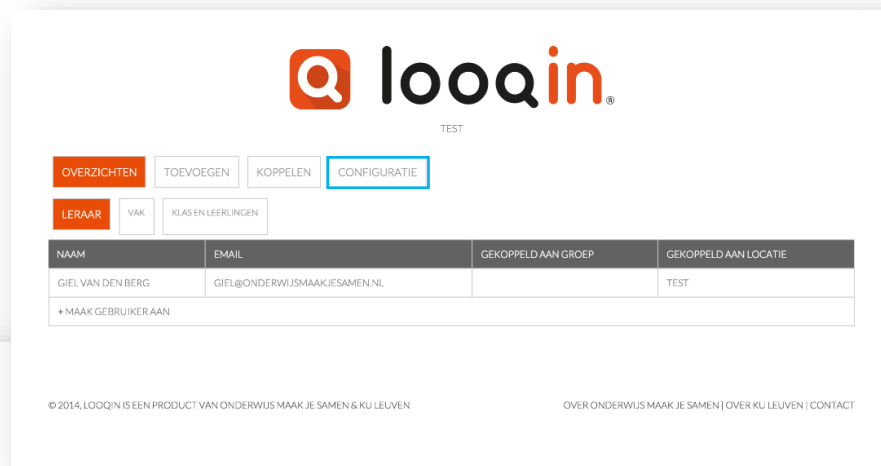 looqin®
TEST
OVERZICHTEN TOEVOEGEN KOPPELEN CONFIGURATIE
LERAAR VAK KLAS EN LEERLINGEN
NAAM EMAIL GEKOPPELD AAN GROEP GEKOPPELD AAN LOCATIE
GIEL VAN DEN BERG GIEL@ONDERWIJSMAAKJESAMEN.NL TEST
+ MAAK GEBRUIKER AAN
© 2014, LOOQIN IS EEN PRODUCT VAN ONDERWIJS MAAK JE SAMEN & KU LEUVEN OVER ONDERWIJS MAAK JE SAMEN | OVER KU LEUVEN | CONTACT